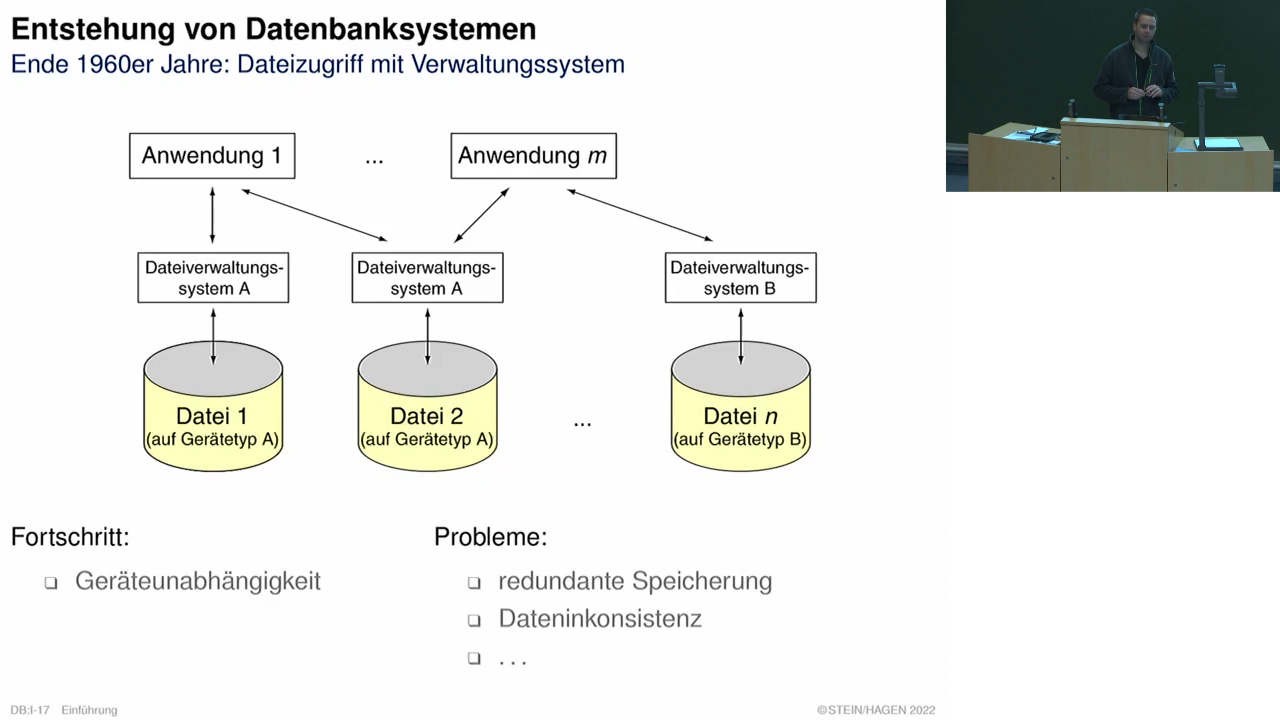 Entstehung von Datenbanksystemen
Ende 1960er Jahre: Dateizugriff mit Verwaltungssystem
Anwendung 1
...
Anwendung m
Dateiverwaltungs-
system A
Dateiverwaltungs-
system A
Dateiverwaltungs-
system B
Datei 1
(auf Gerätetyp A)
Datei 2
(auf Gerätetyp A)
...
Datei n
(auf Gerätetyp B)
Fortschritt:
❑ Geräteunabhängigkeit
Probleme:
❑ redundante Speicherung
❑ Dateninkonsistenz
❑ . . .
DB:I-17 Einführung
©STEIN/HAGEN 2022